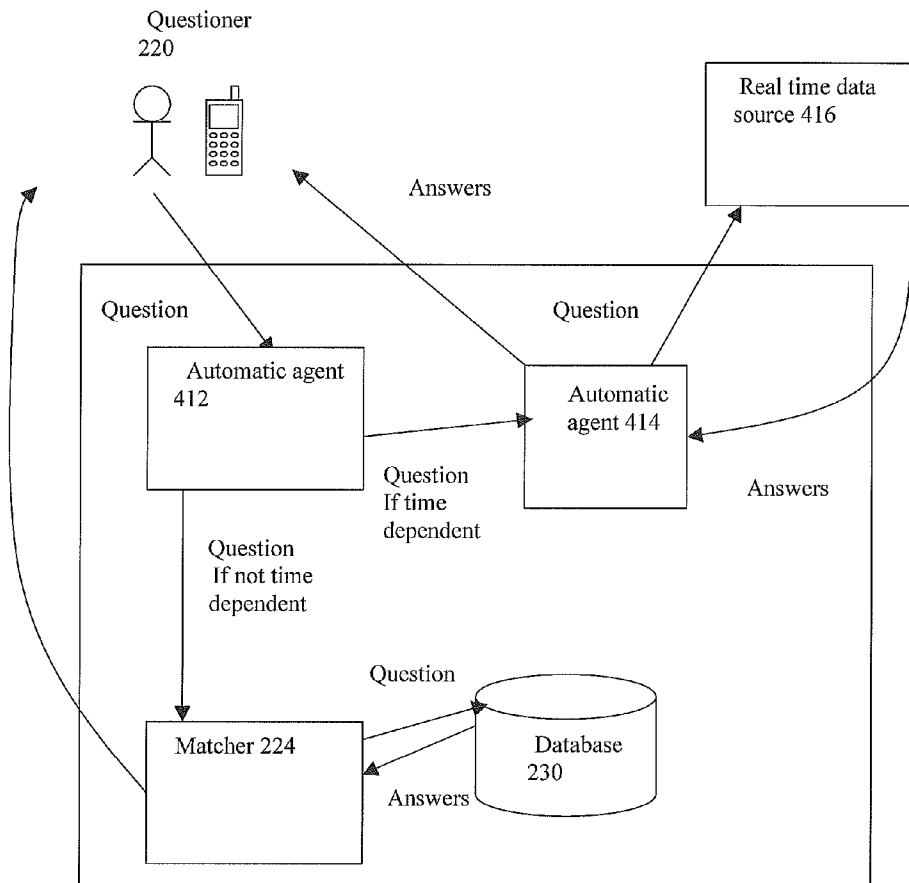 Questioner
220
Real time data
source 416
Answers
Question
Question
Automatic agent
412
Automatic
agent 414
Question
If time
dependent
Answers
Question
If not time
dependent
Question
Matcher 224
Database
230
Answers